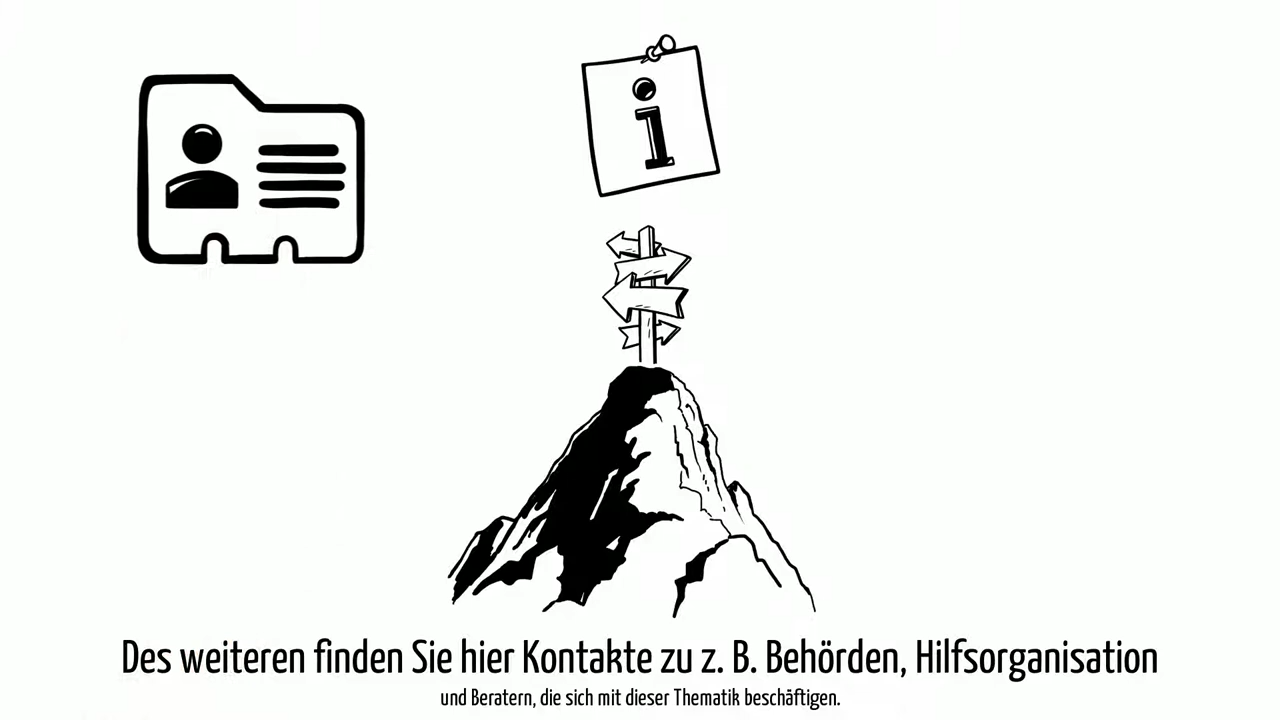 i
Des weiteren finden Sie hier Kontakte zu z. B. Behörden, Hilfsorganisation
und Beratern, die sich mit dieser Thematik beschäftigen.